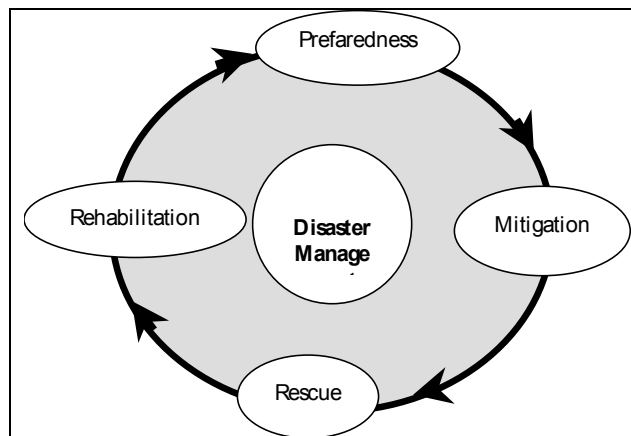 Prefaredness
Rehabilitation
Mitigation
Disaster
Manage
Rescue